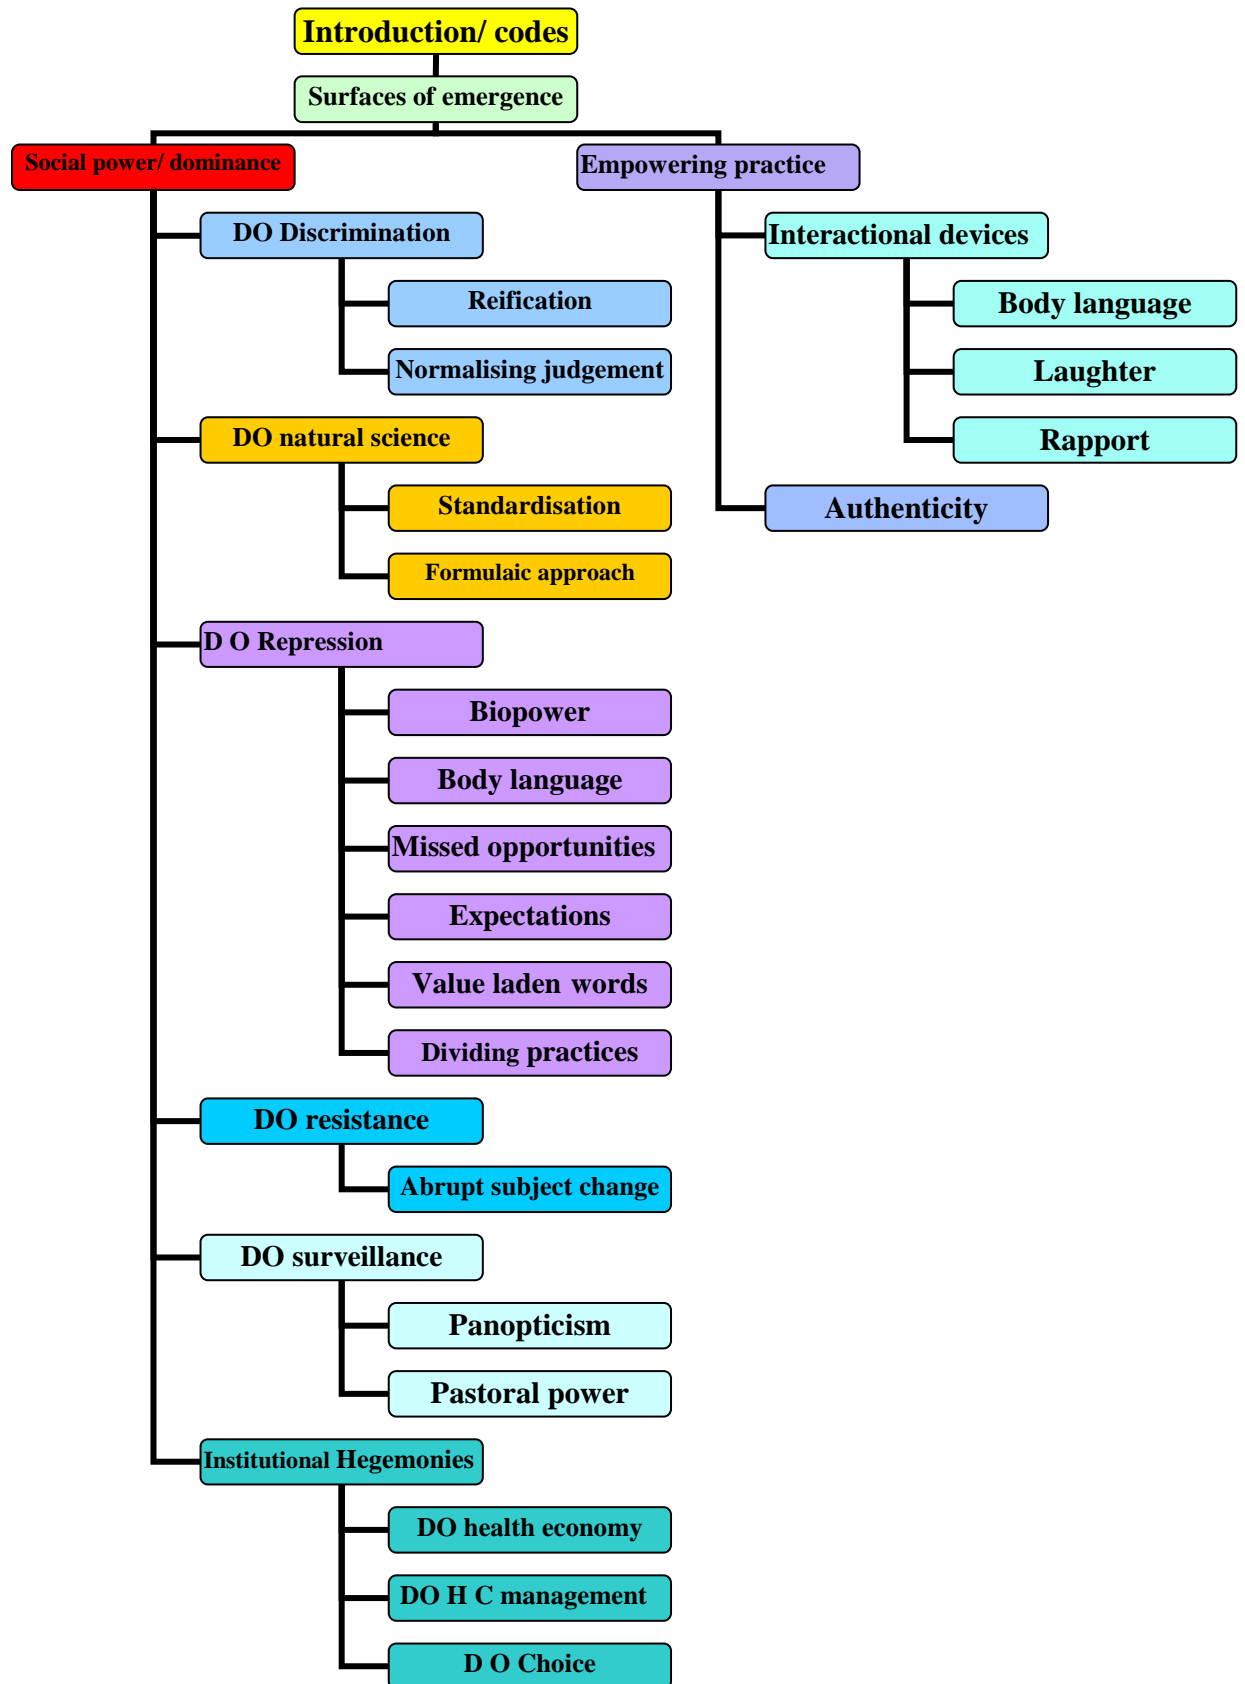 Introduction/ codes
Surfaces of emergence
Social power/ dominance
DO Discrimination
Reification
Normalising judgement
DO natural science
Standardisation
Formulaic approach
D O Repression
Biopower
Body language
Missed opportunities
Expectations
Value laden words
Dividing practices
DO resistance
Abrupt subject change
DO surveillance
Panopticism
Pastoral power
Institutional Hegemonies
DO health economy
DO H C management
D O Choice
Empowering practice
Interactional devices
Body language
Laughter
Rapport
Authenticity